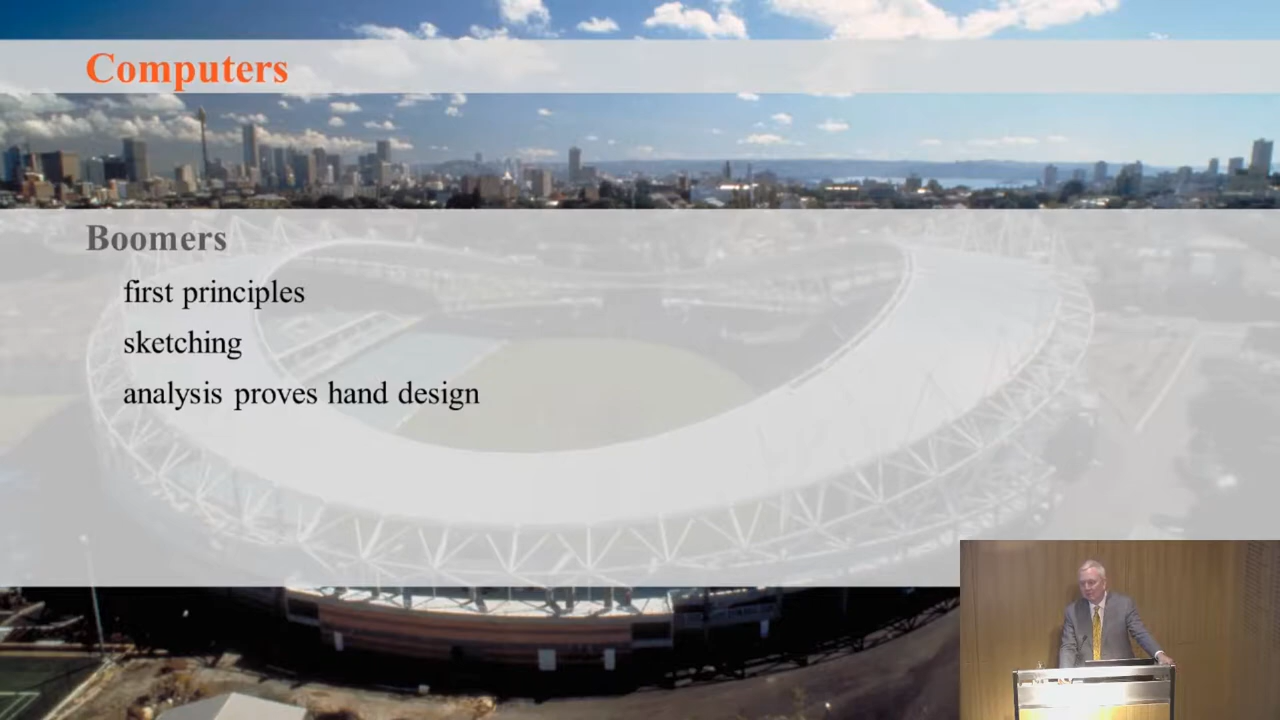 Computers
Boomers
first principles
sketching
analysis proves hand design